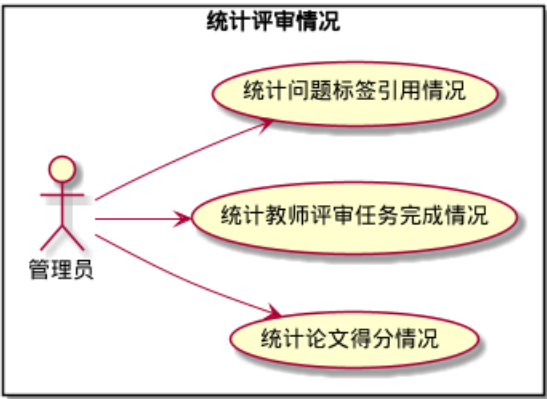 统计评审情况
统计问题标签引用情况
统计教师评审任务完成情况
管理员
统计论文得分情况